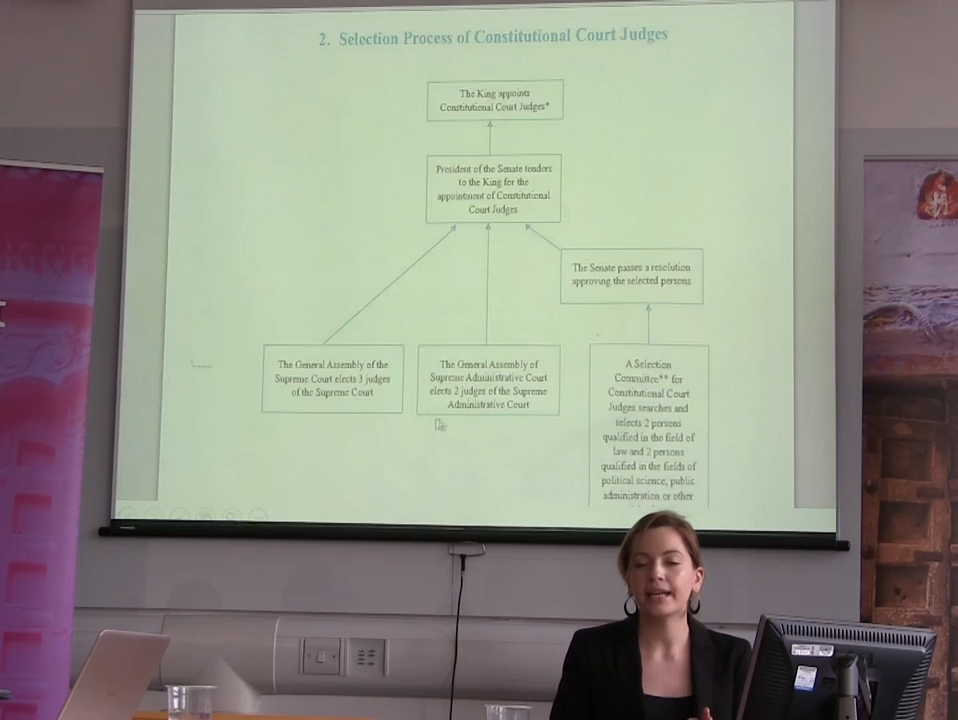 2. Selection Process of Constitutional Court Judges
The King appoints
Constitutional Court Judges*
President of the Senate tenders
to the King for the
appointment of Constitutional
Court Judges
The Senate passes a resolution
approving the selected persons
The General Assembly of the
Supreme Court elects 3 judges
of the Supreme Court
The General Assembly of
Supreme Administrative Court
elects 2 judges of the Supreme
Administrative Court
A Selection
Committee** for
Constitutional Court
Judges searches and
selects 2 persons
qualified in the field of
law and 2 persons
qualified in the fields of
political science, public
administration or other